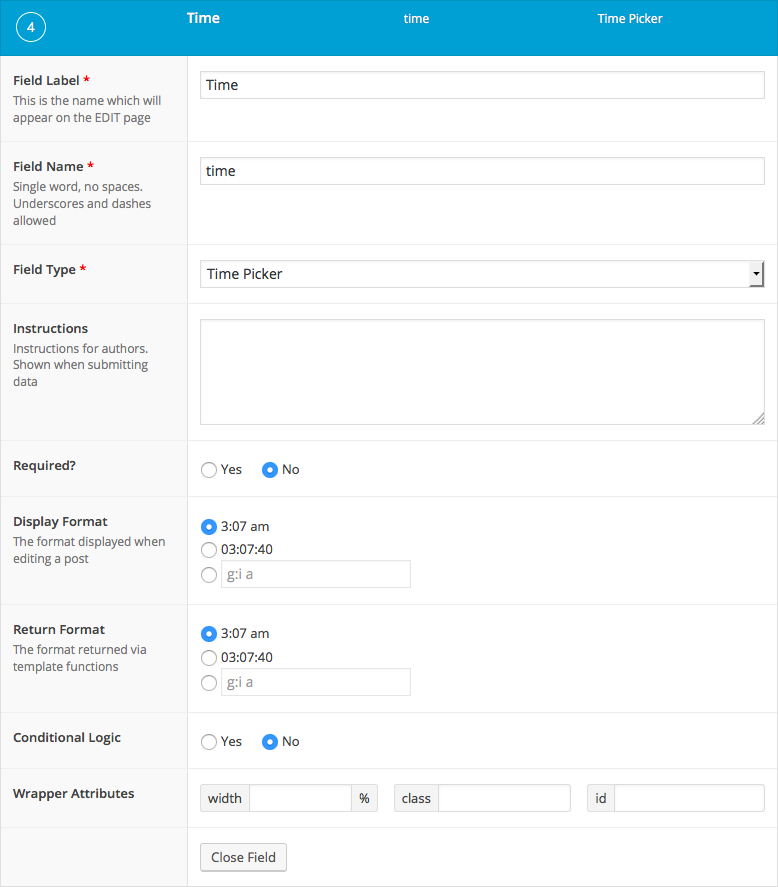 4 Time time Time Picker
Field Label *
This is the name which will
appear on the EDIT page
Time
Field Name *
Single word, no spaces.
Underscores and dashes
allowed
time
Field Type *
Time Picker
Instructions
Instructions for authors.
Shown when submitting
data
Required?
Yes No
Display Format
The format displayed when
editing a post
3:07 am
03:07:40
g:i a
Return Format
The format returned via
template functions
3:07 am
03:07:40
g:i a
Conditional Logic
Yes No
Wrapper Attributes
width % class id
Close Field